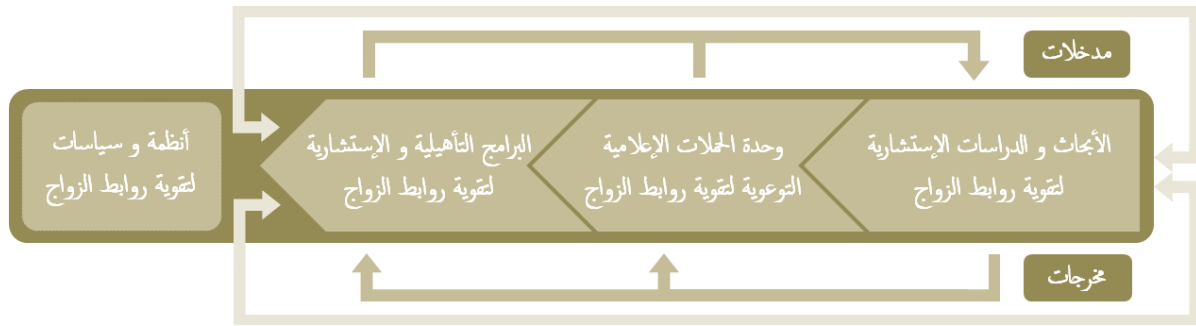 مدخلات
الأبحاث و الدراسات الإستشارية
لتقوية روابط الزواج
وحدة الحملات الإعلامية
التوعوية لتقوية روابط الزواج
البرامج التأهيلية و الإستشارية
لتقوية روابط الزواج
أنظمة و سياسات
لتقوية روابط الزواج
مخرجات